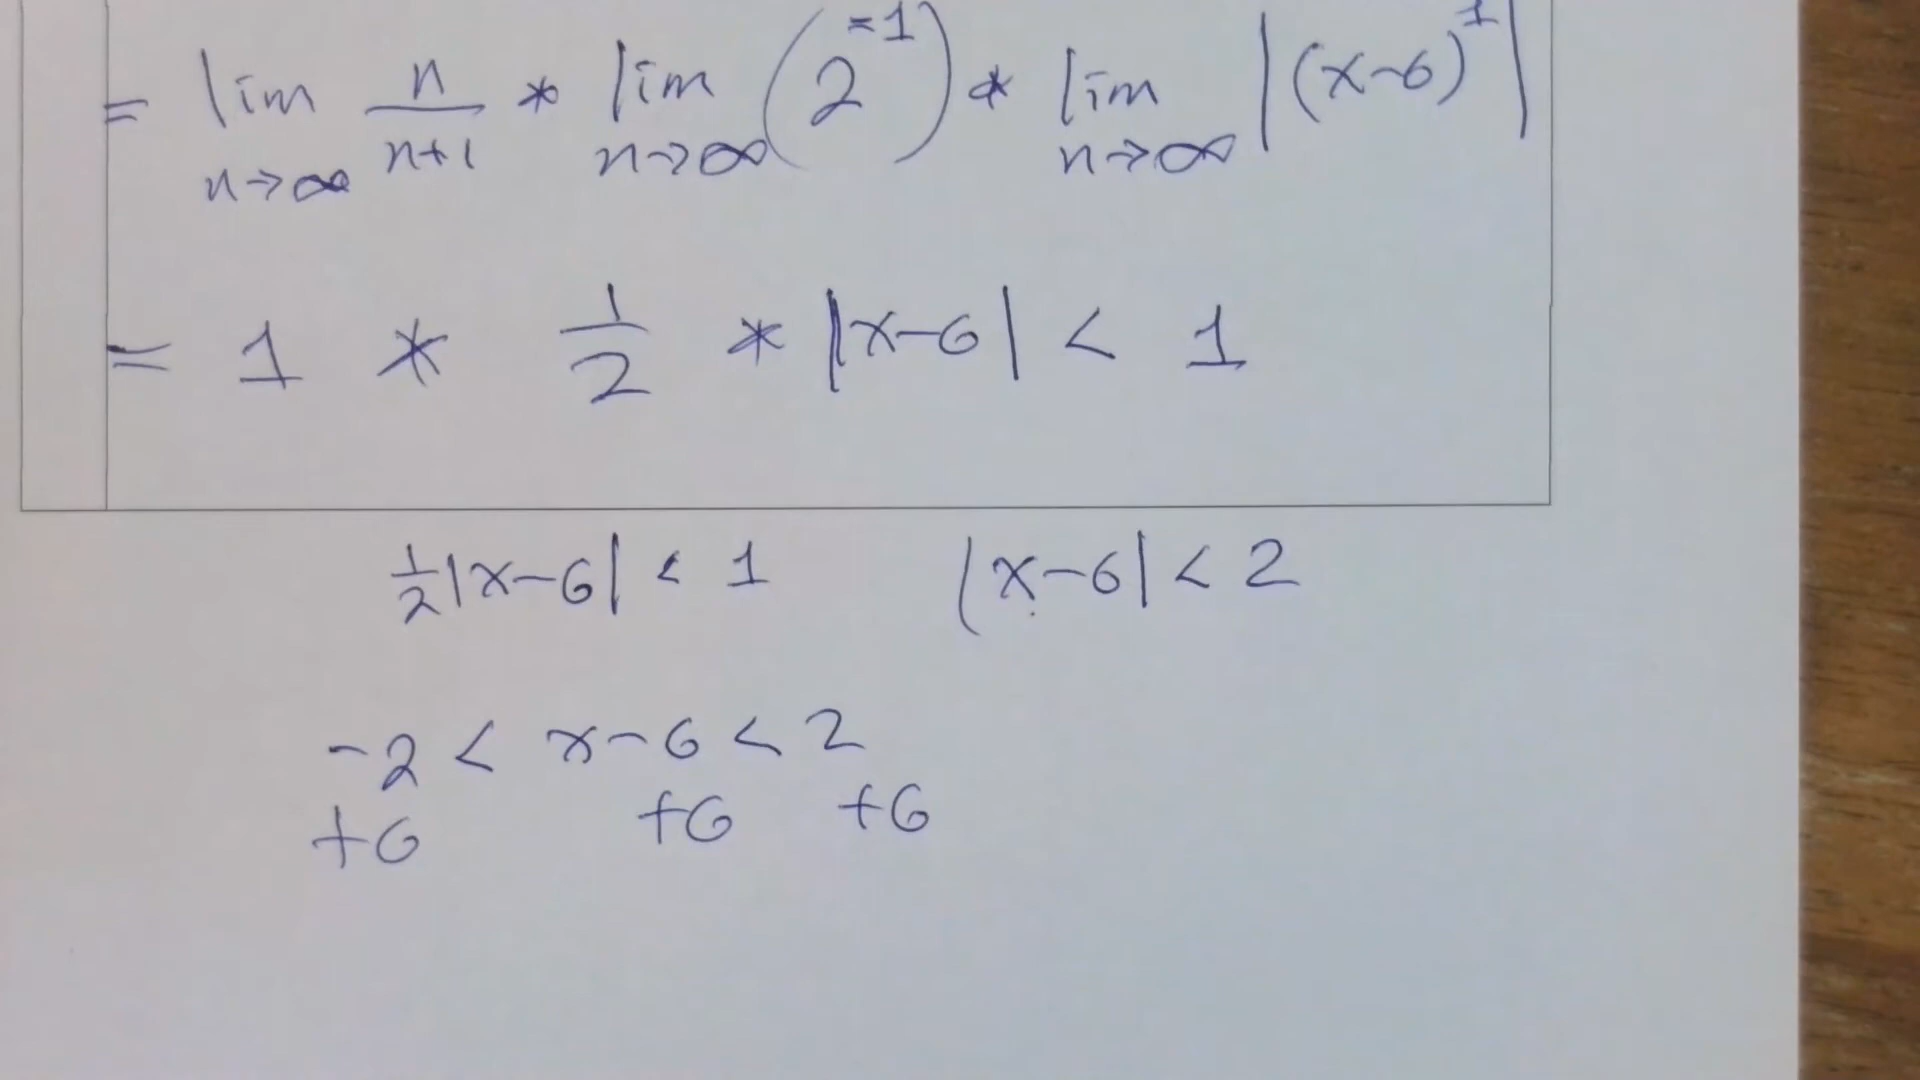 = lim n→∞ n/(n+1) * lim n→∞ (2^=1) * lim n→∞ |(x-6)^1|
= 1 * 1/2 * |x-6| < 1
1/2|x-6| < 1 |x-6| < 2
-2 < x-6 < 2
+6 +6 +6